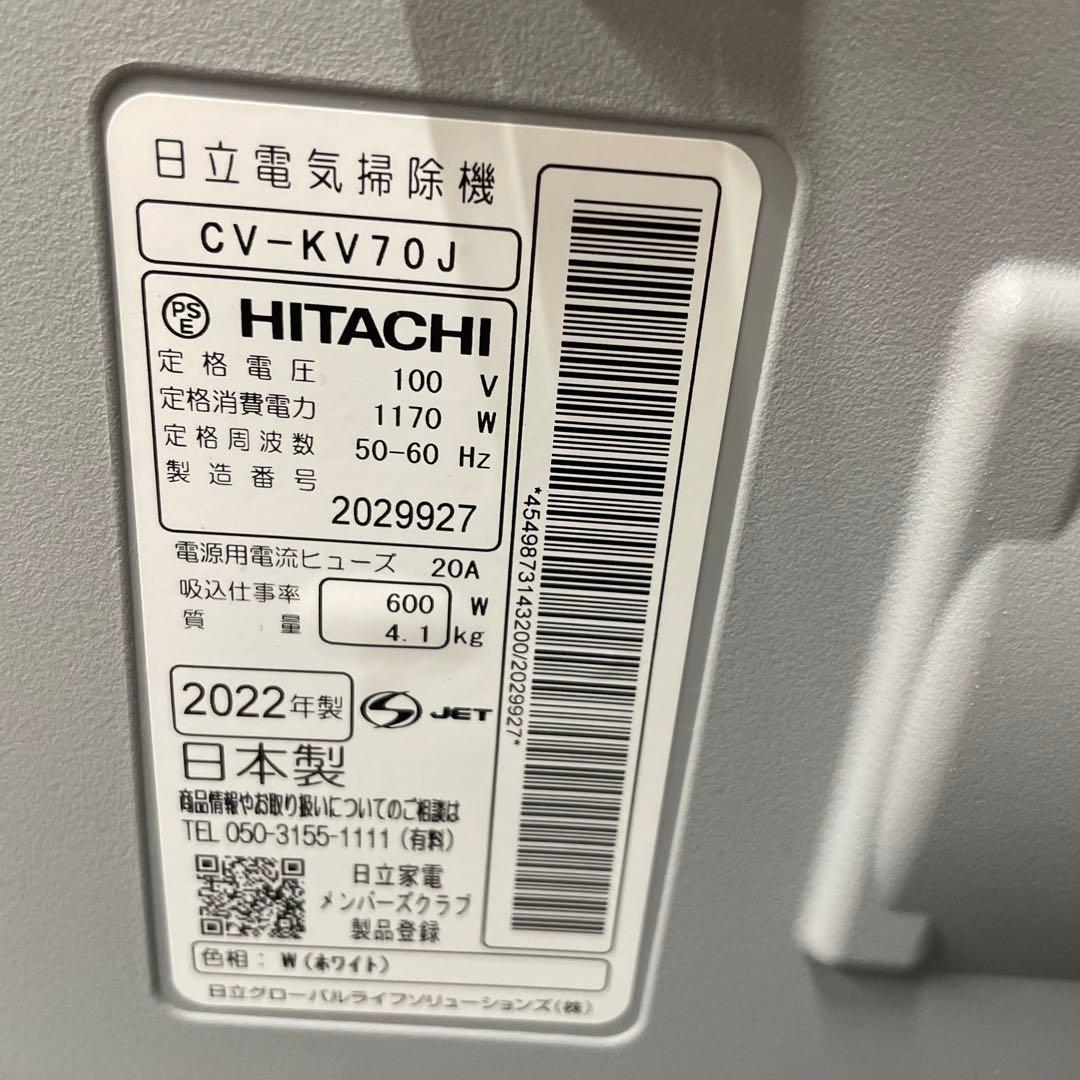 日立電気掃除機
CV-KV70J
PSE HITACHI
定格電圧 100 V
定格消費電力 1170 W
定格周波数 50-60 Hz
製造番号
2029927
電源用電流ヒューズ 20A
吸込仕事率 600 W
質量 4.1 kg
2022年製 S JET
日本製
商品情報やお取り扱いについてのご相談は
TEL 050-3155-1111(有料)
日立家電
メンバーズクラブ
製品登録
色相: W(ホワイト)
日立グローバルライフソリューションズ(株)
*4549873143200/2029927*